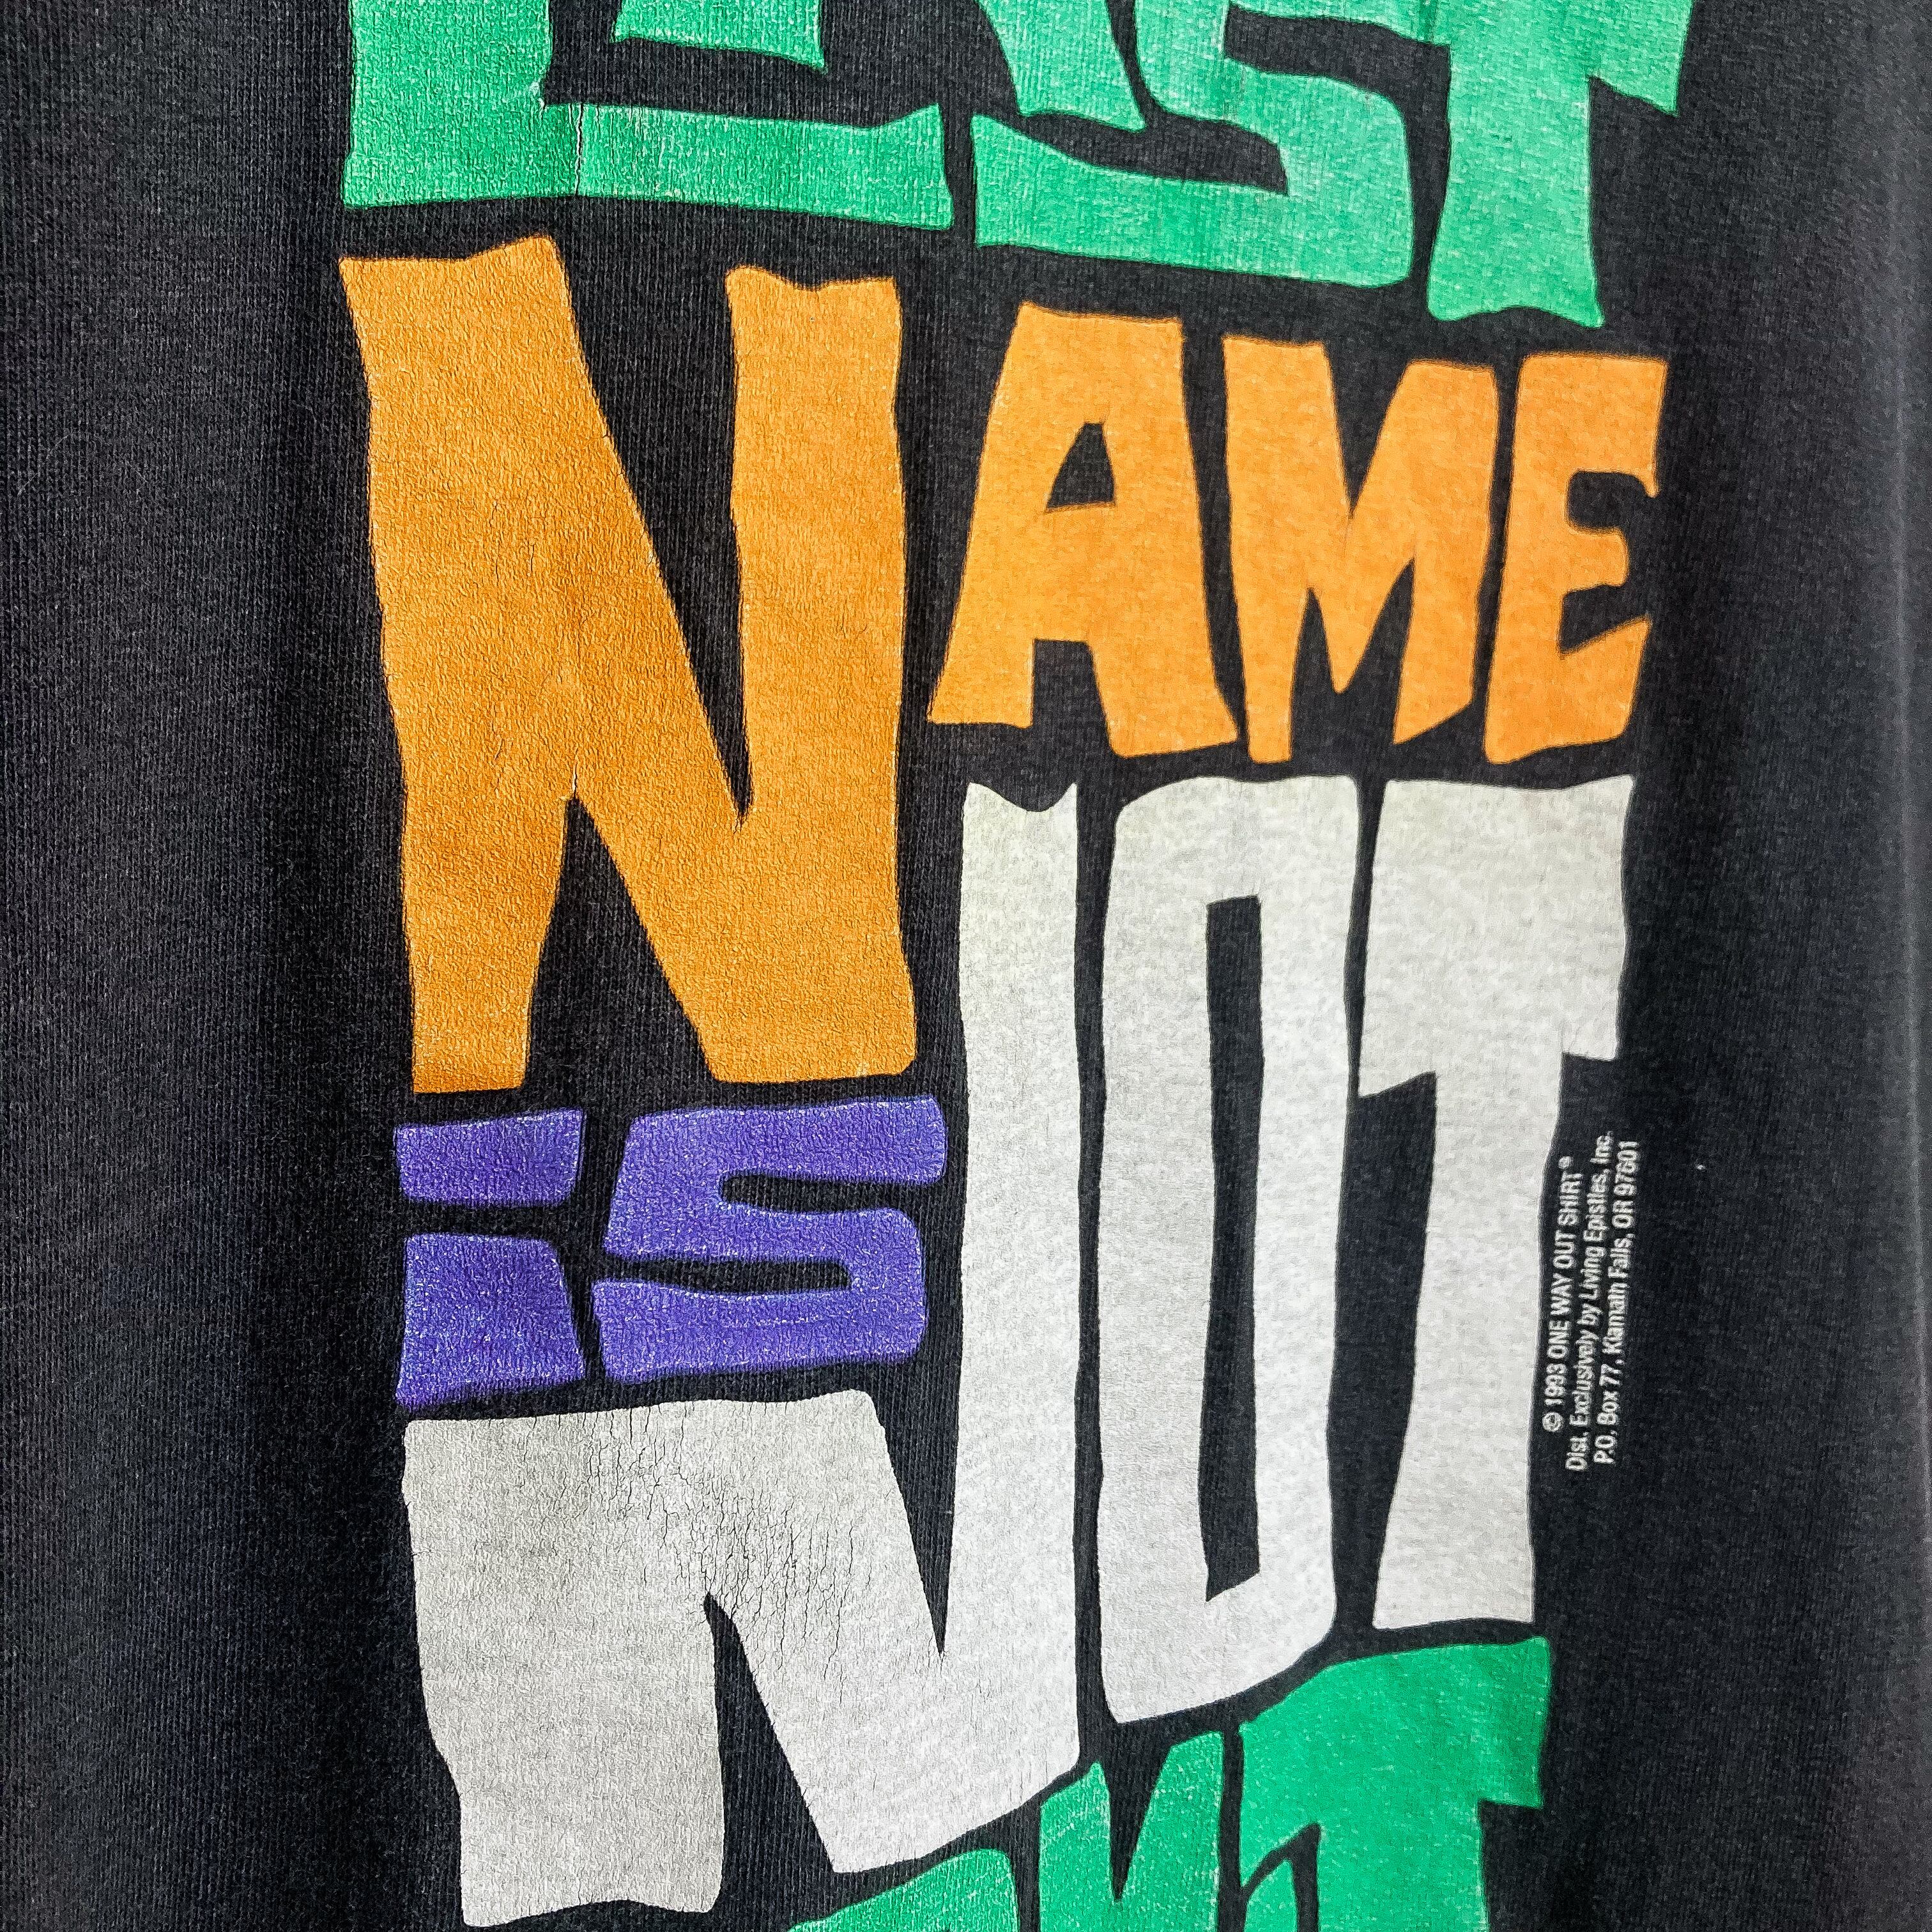 LAST
NAME
iS NOT
© 1993 ONE WAY OUT SHIRT®
Dist. Exclusively by Living Epistles, Inc.
P.O. Box 77, Klamath Falls, OR 97601